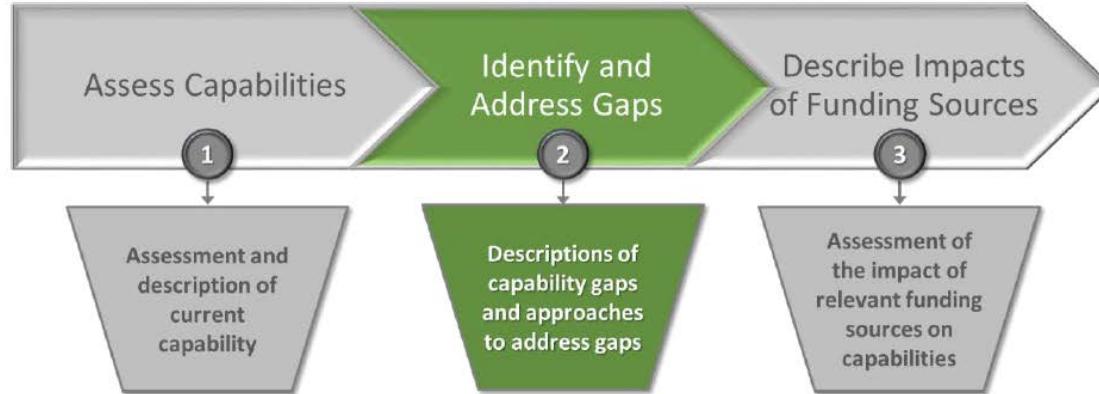 Assess Capabilities
Identify and
Address Gaps
Describe Impacts
of Funding Sources
1
2
3
Assessment and
description of
current
capability
Descriptions of
capability gaps
and approaches
to address gaps
Assessment of
the impact of
relevant funding
sources on
capabilities